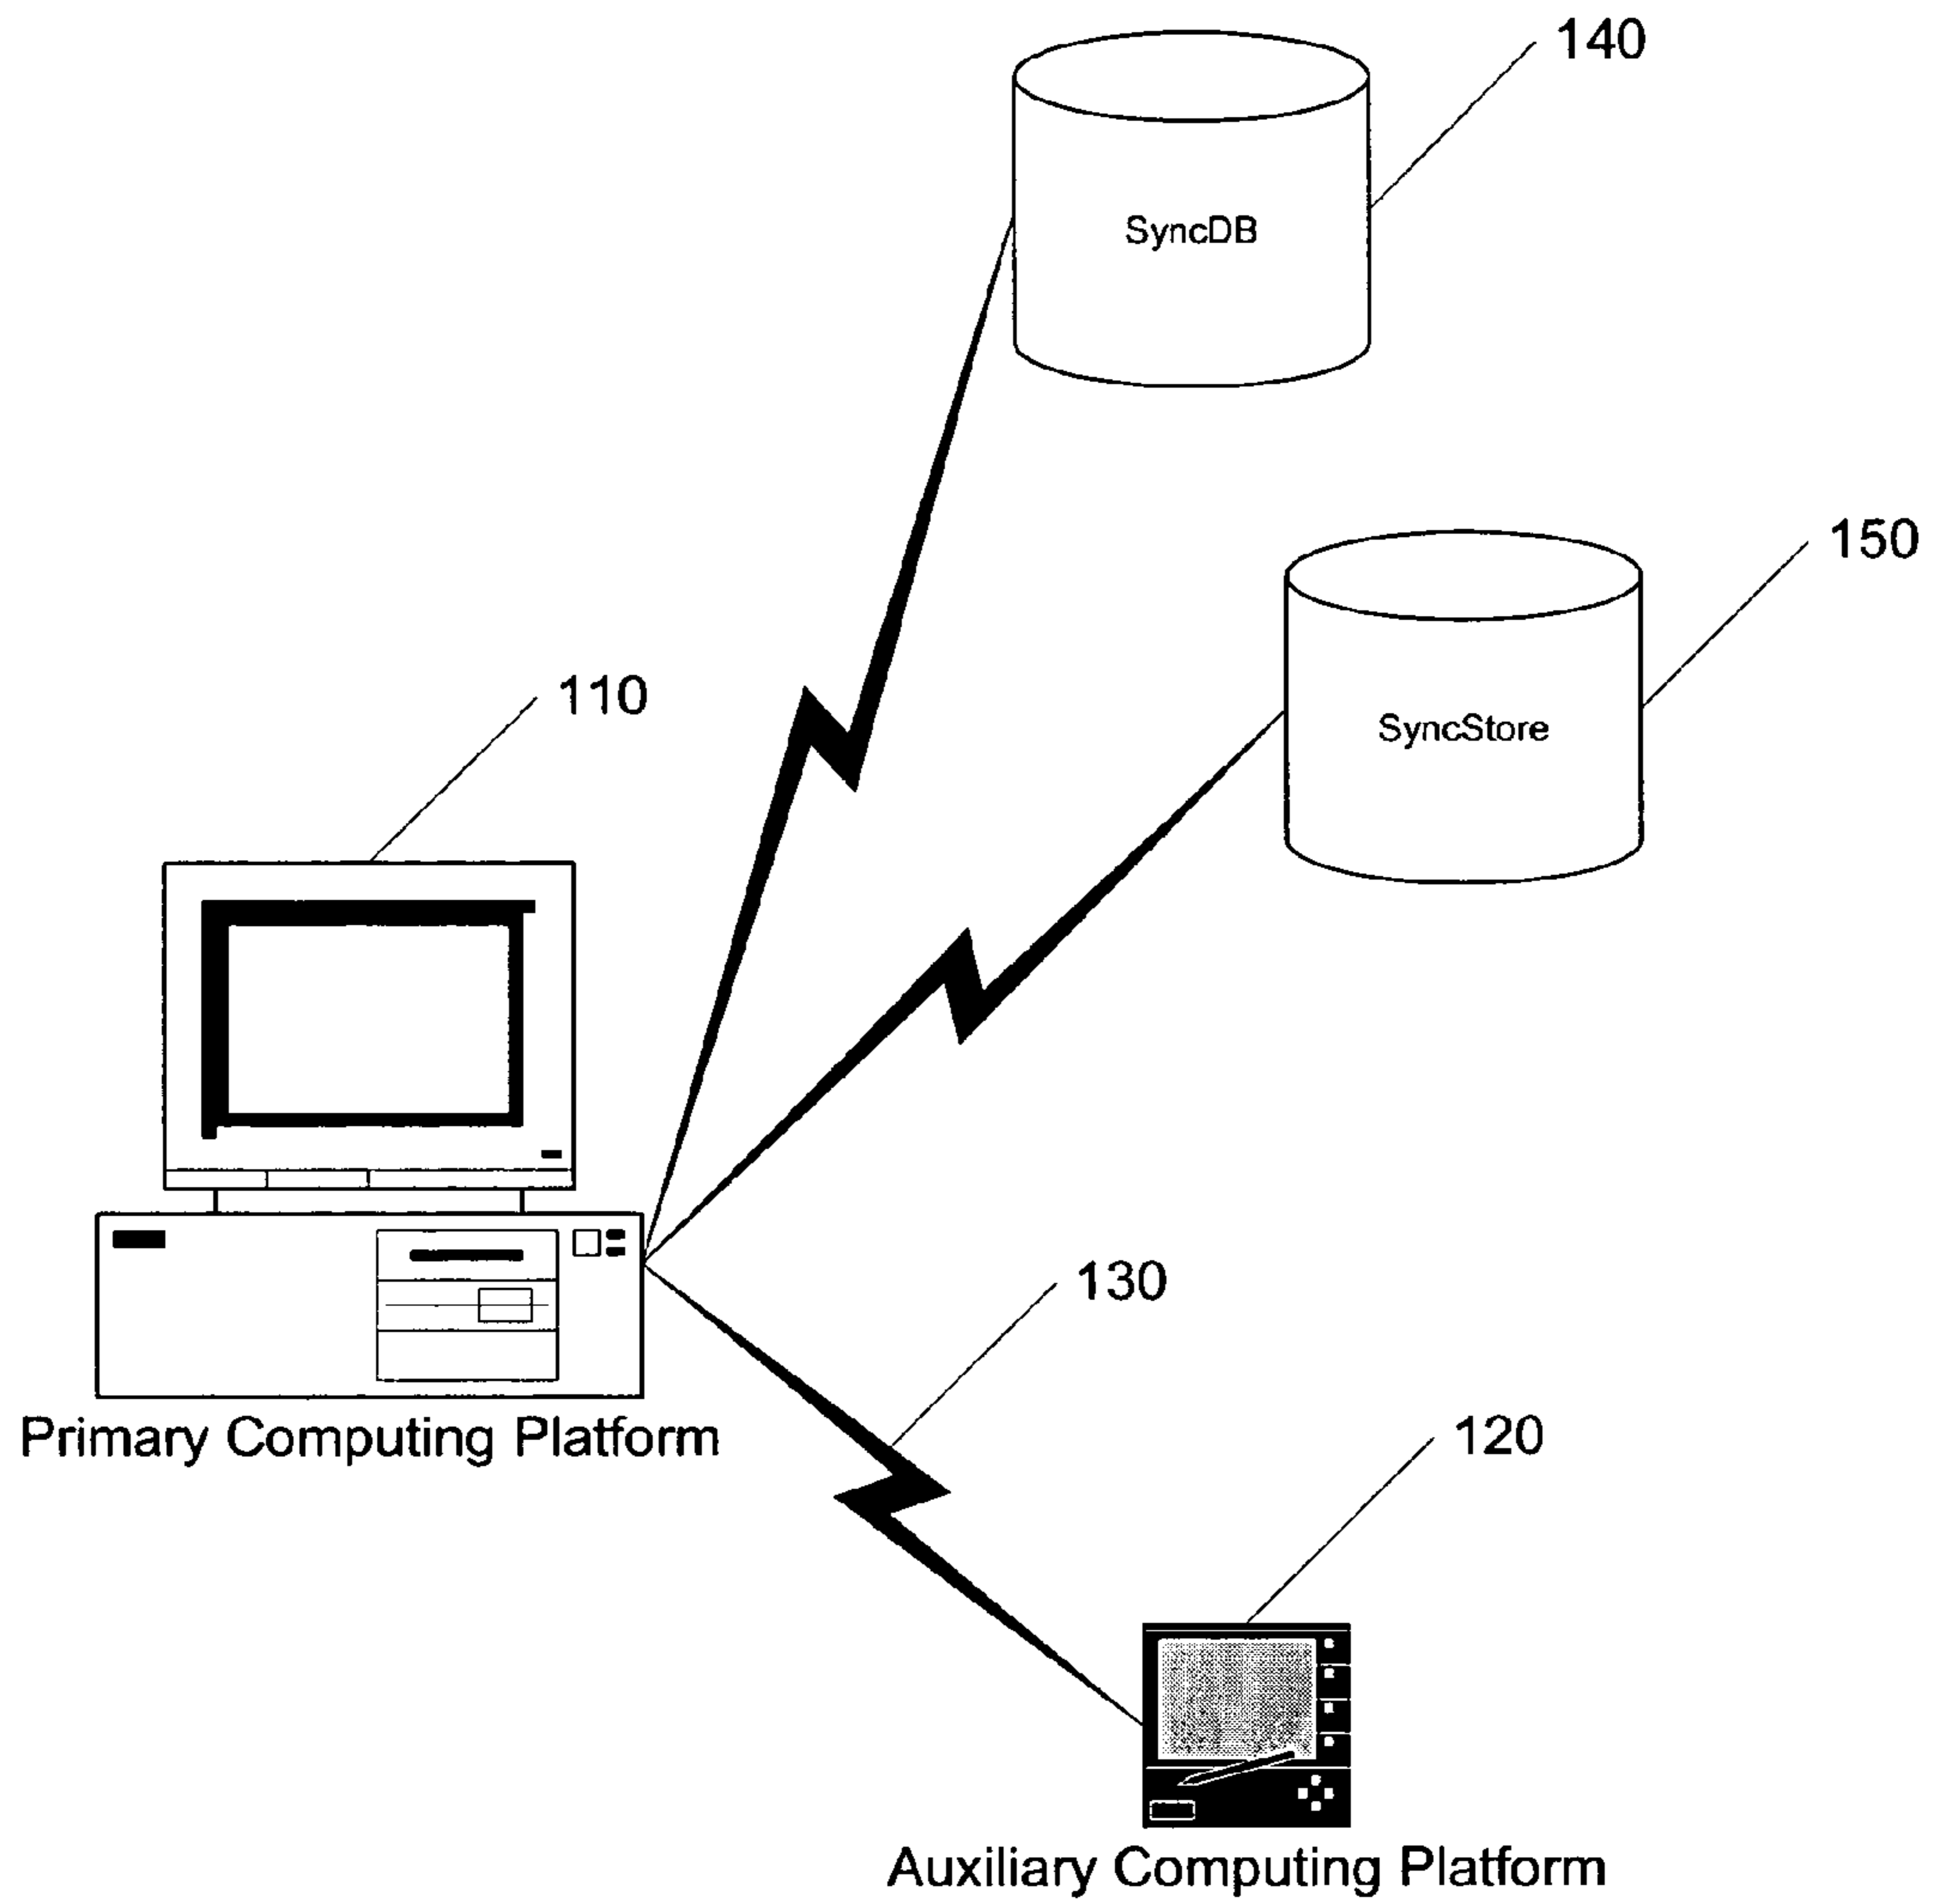 140
SyncDB
150
SyncStore
110
130
Primary Computing Platform
120
Auxiliary Computing Platform